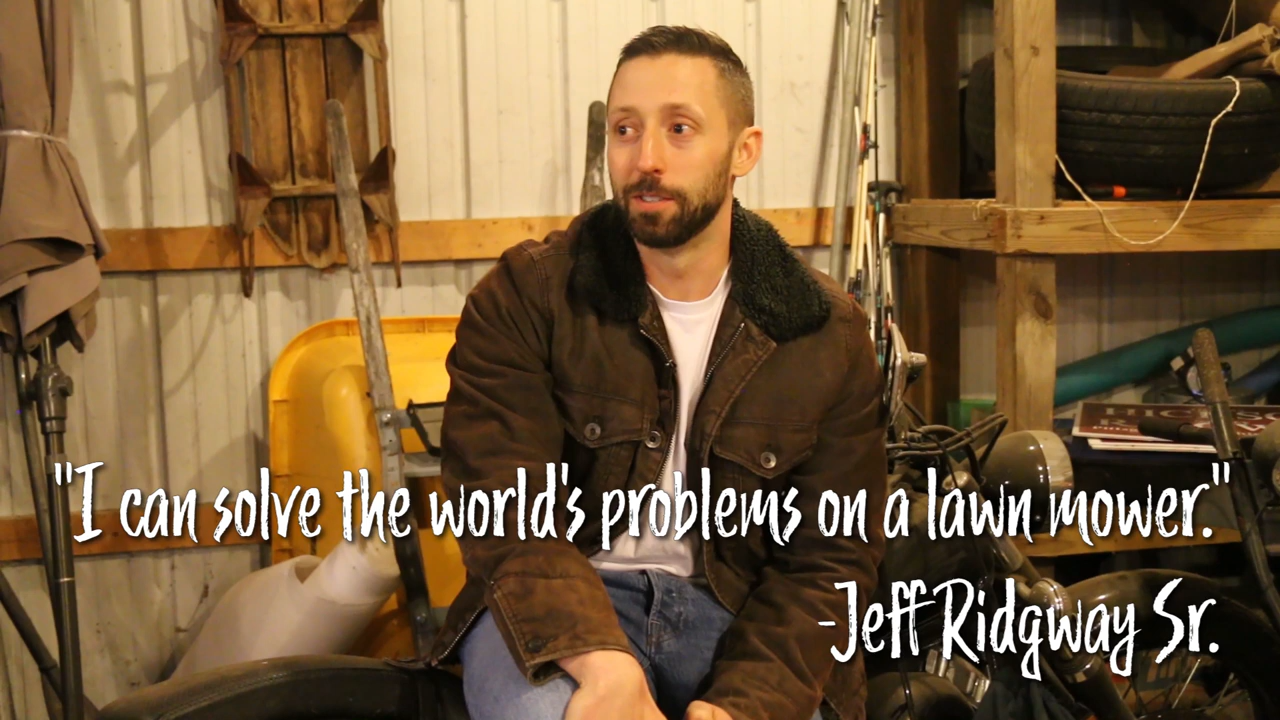 "I can solve the world's problems on a lawn mower."
-Jeff Ridgway Sr.